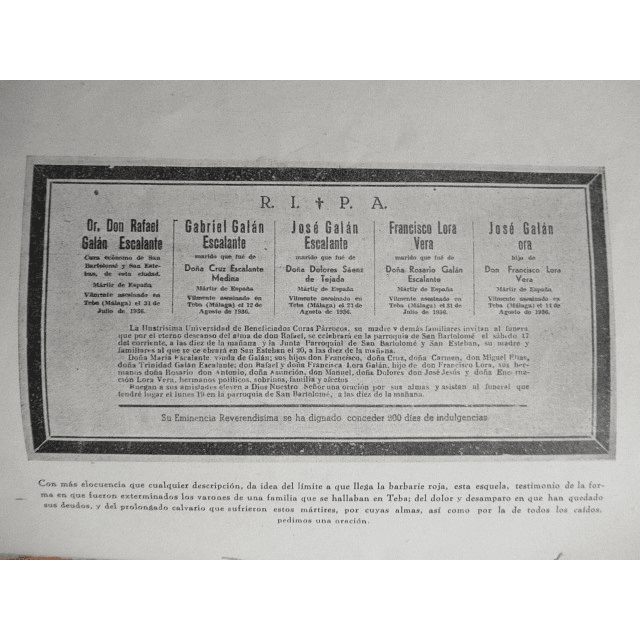 R. I. ✝ P. A.
Dr. Don Rafael
Galán Escalante
Cura ecónomo de San
Bartolomé y San Este-
ban, de esta ciudad.
Mártir de España
Vilmente asesinado en
Teba (Málaga) el 31 de
Julio de 1936.
Gabriel Galán
Escalante
marido que fué de
Doña Cruz Escalante
Medina
Mártir de España
Vilmente asesinado en
Teba (Málaga) el 12 de
Agosto de 1936.
José Galán
Escalante
marido que fué de
Doña Dolores Sáenz
de Tejada
Mártir de España
Vilmente asesinado en
Teba (Málaga) el 23 de
Agosto de 1936.
Francisco Lora
Vera
marido que fué de
Doña Rosario Galán
Escalante
Mártir de España
Vilmente asesinado en
Teba (Málaga) el 31 de
Julio de 1936.
José Galán
ora
hijo de
Don Francisco Lora
Vera
Mártir de España
Vilmente asesinado en
Teba (Málaga) el 14 de
Agosto de 1936.
La Ilustrísima Universidad de Beneficiados Curas Párrocos, su madre y demás familiares invitan al funera
que por el eterno descanso del alma de don Rafael, se celebrará en la parroquia de San Bartolomé el sábado 17
del corriente, a las diez de la mañana y la Junta Parroquial de San Bartolomé y San Esteban, su madre y
familiares al que se celebrará en San Esteban el 20, a las diez de la mañana.
Doña María Escalante viuda de Galán; sus hijos don Francisco, doña Cruz, doña Carmen, don Miguel Elías,
doña Trinidad Galán Escalante; don Rafael y doña Francisca Lora Galán, hijo de don Francisco Lora, sus her-
manos doña Rosario don Antonio, doña Asunción, don Manuel, doña Dolores don José Jesús y doña Encarna-
ción Lora Vera, hermanos políticos, sobrinos, familia y afectos
Ruegan a sus amistades eleven a Dios Nuestro Señor una oración por sus almas y asistan al funeral que
tendrá lugar el lunes 19 en la parroquia de San Bartolomé, a las diez de la mañana.
Su Eminencia Reverendísima se ha dignado conceder 200 días de indulgencias
Con más elocuencia que cualquier descripción, da idea del límite a que llega la barbarie roja, esta esquela, testimonio de la for-
ma en que fueron exterminados los varones de una familia que se hallaban en Teba; del dolor y desamparo en que han quedado
sus deudos, y del prolongado calvario que sufrieron estos mártires, por cuyas almas, así como por la de todos los caídos,
pedimos una oración.